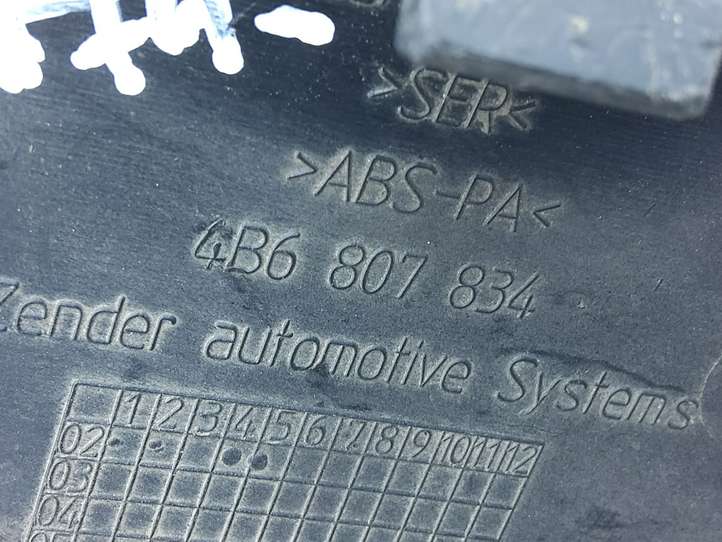 >SER<
>ABS-PA<
4B6 807 834
Zender automotive Systems
1 2 3 4 5 6 7 8 9 10 11 12
02
03
04